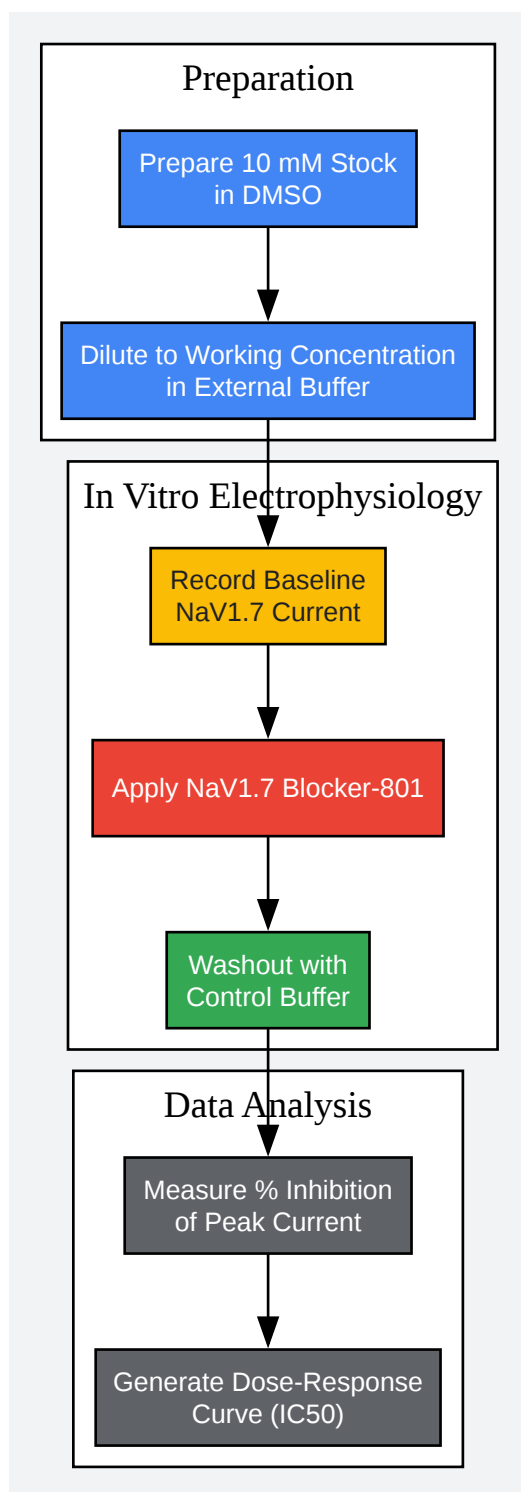 Preparation
Prepare 10 mM Stock
in DMSO
Dilute to Working Concentration
in External Buffer
In Vitro Electrophysiology
Record Baseline
NaV1.7 Current
Apply NaV1.7 Blocker-801
Washout with
Control Buffer
Data Analysis
Measure % Inhibition
of Peak Current
Generate Dose-Response
Curve (IC50)